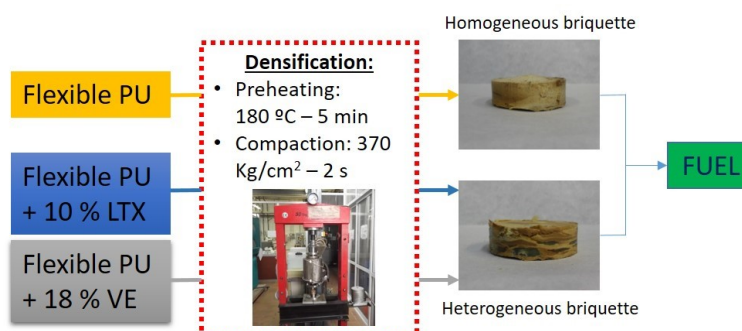 Flexible PU
Flexible PU
+ 10 % LTX
Flexible PU
+ 18 % VE
Densification:
• Preheating:
180 ºC – 5 min
• Compaction: 370
Kg/cm² – 2 s
Homogeneous briquette
Heterogeneous briquette
FUEL